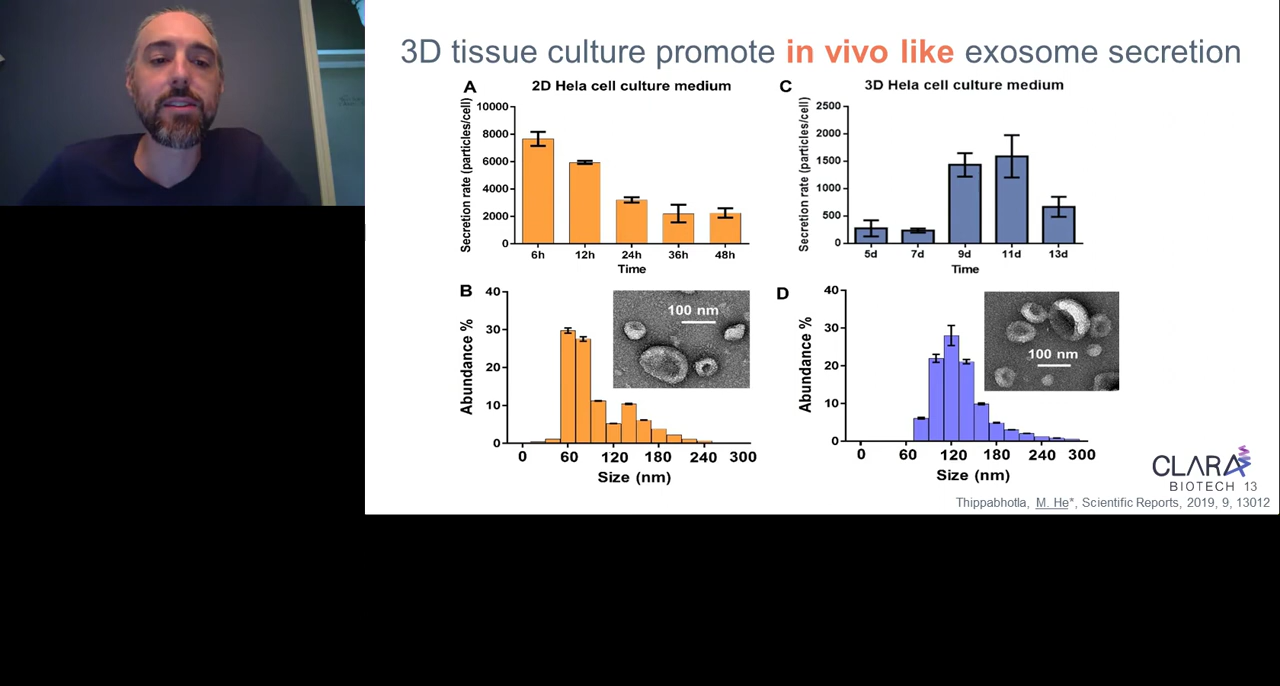 3D tissue culture promote in vivo like exosome secretion
A
2D Hela cell culture medium
Secretion rate (particles/cell)
10000
8000
6000
4000
2000
0
6h 12h 24h 36h 48h
Time
C
3D Hela cell culture medium
Secretion rate (particles/cell)
2500
2000
1500
1000
500
0
5d 7d 9d 11d 13d
Time
B
Abundance %
40
30
20
10
0
0 60 120 180 240 300
Size (nm)
100 nm
D
Abundance %
40
30
20
10
0
0 60 120 180 240 300
Size (nm)
100 nm
CLARA
BIOTECH 13
Thippabhotla, M. He*, Scientific Reports, 2019, 9, 13012